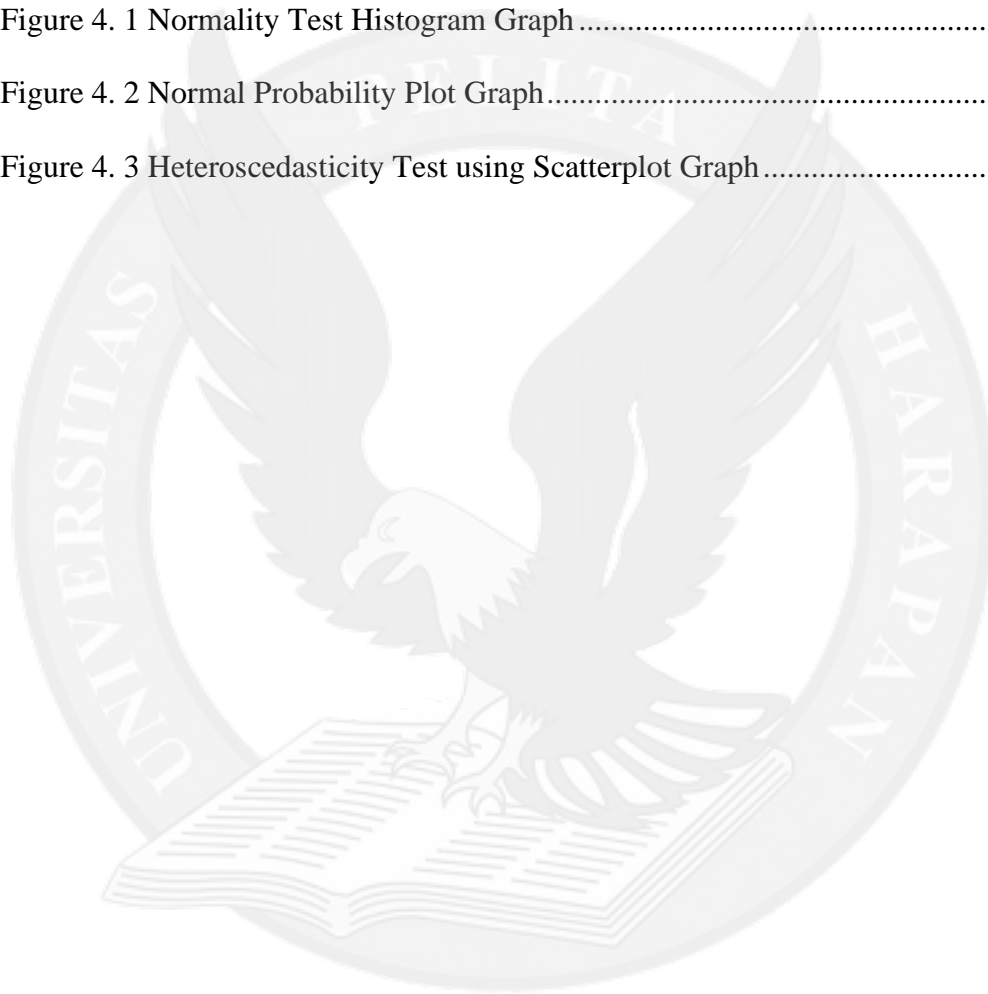 Figure 4. 1 Normality Test Histogram Graph ...................................................
Figure 4. 2 Normal Probability Plot Graph .......................................................
Figure 4. 3 Heteroscedasticity Test using Scatterplot Graph ............................
UNIVERSITAS PELITA HARAPAN